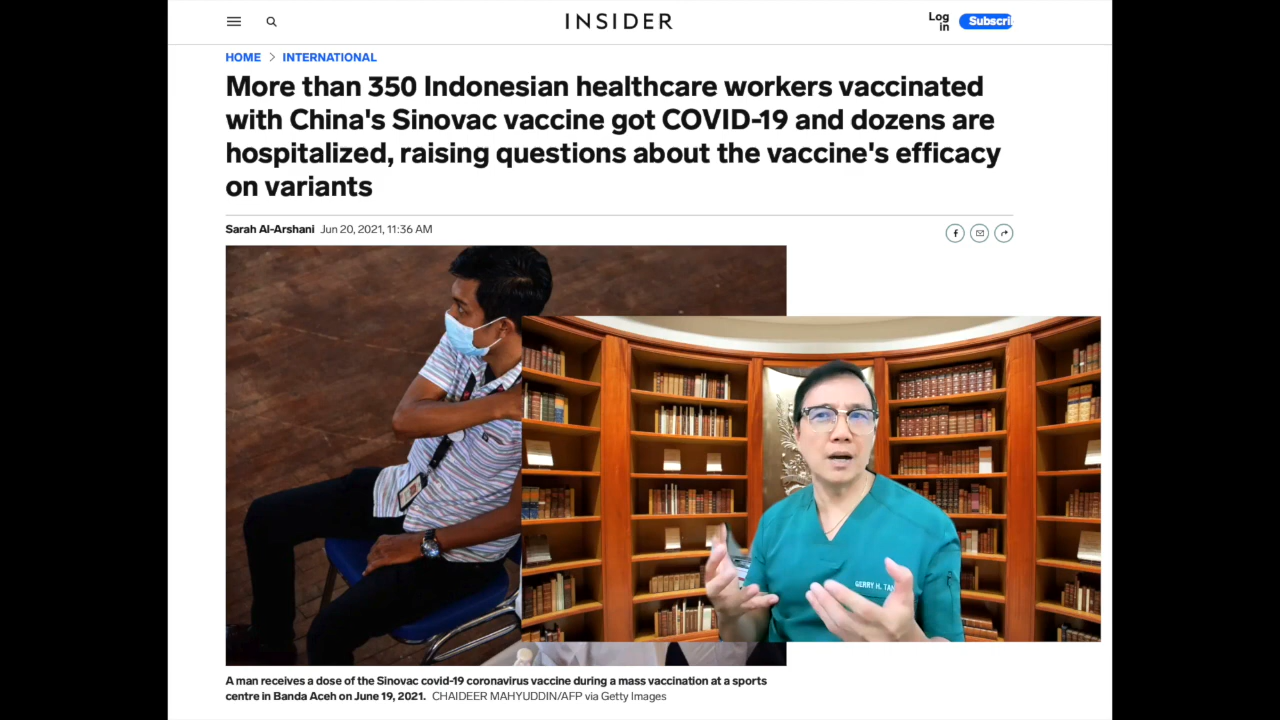 INSIDER
Log
in
Subscri
HOME > INTERNATIONAL
More than 350 Indonesian healthcare workers vaccinated
with China's Sinovac vaccine got COVID-19 and dozens are
hospitalized, raising questions about the vaccine's efficacy
on variants
Sarah Al-Arshani Jun 20, 2021, 11:36 AM
GERRY H. TAN
A man receives a dose of the Sinovac covid-19 coronavirus vaccine during a mass vaccination at a sports
centre in Banda Aceh on June 19, 2021. CHAIDEER MAHYUDDIN/AFP via Getty Images